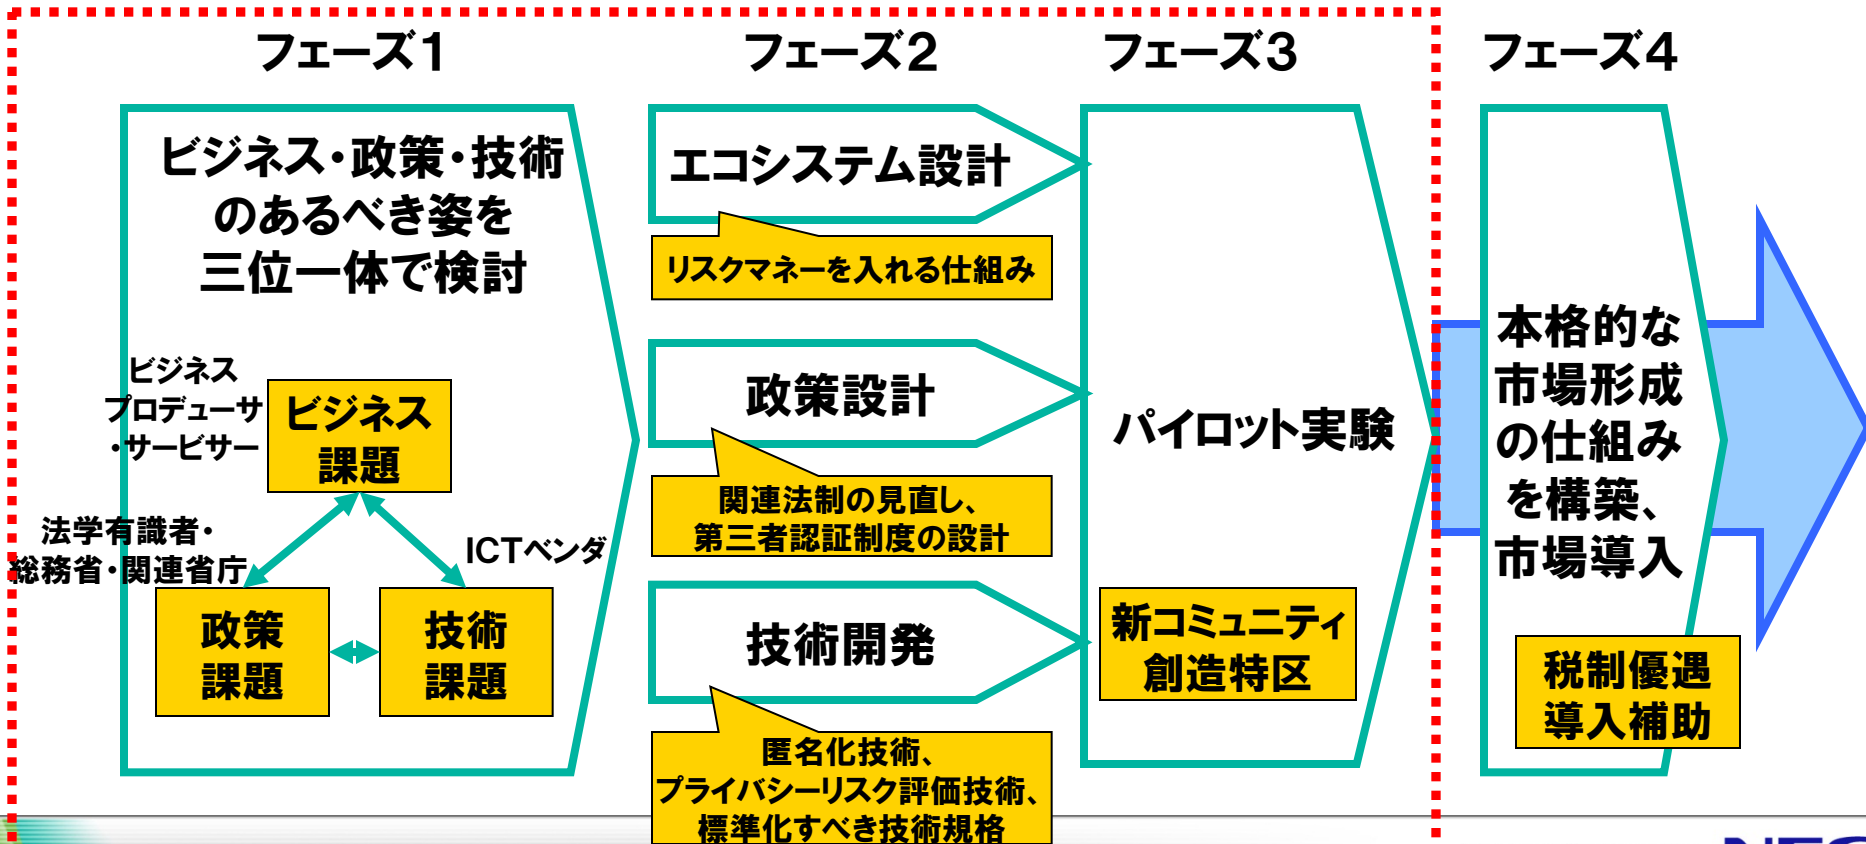 フェーズ1
フェーズ2
フェーズ3
フェーズ4
ビジネス・政策・技術
のあるべき姿を
三位一体で検討
ビジネス
プロデューサ
・サービサー
ビジネス
課題
法学有識者・
総務省・関連省庁
ICTベンダ
政策
課題
技術
課題
エコシステム設計
リスクマネーを入れる仕組み
政策設計
関連法制の見直し、
第三者認証制度の設計
技術開発
匿名化技術、
プライバシーリスク評価技術、
標準化すべき技術規格
パイロット実験
新コミュニティ
創造特区
本格的な
市場形成
の仕組み
を構築、
市場導入
税制優遇
導入補助